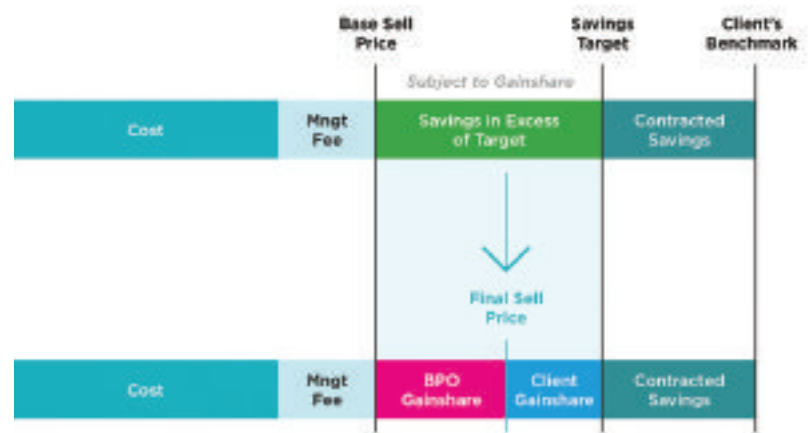 Base Sell
Price
Savings
Target
Client's
Benchmark
Subject to Gainshare
Cost
Mngt
Fee
Savings in Excess
of Target
Contracted
Savings
Final Sell
Price
Cost
Mngt
Fee
BPO
Gainshare
Client
Gainshare
Contracted
Savings